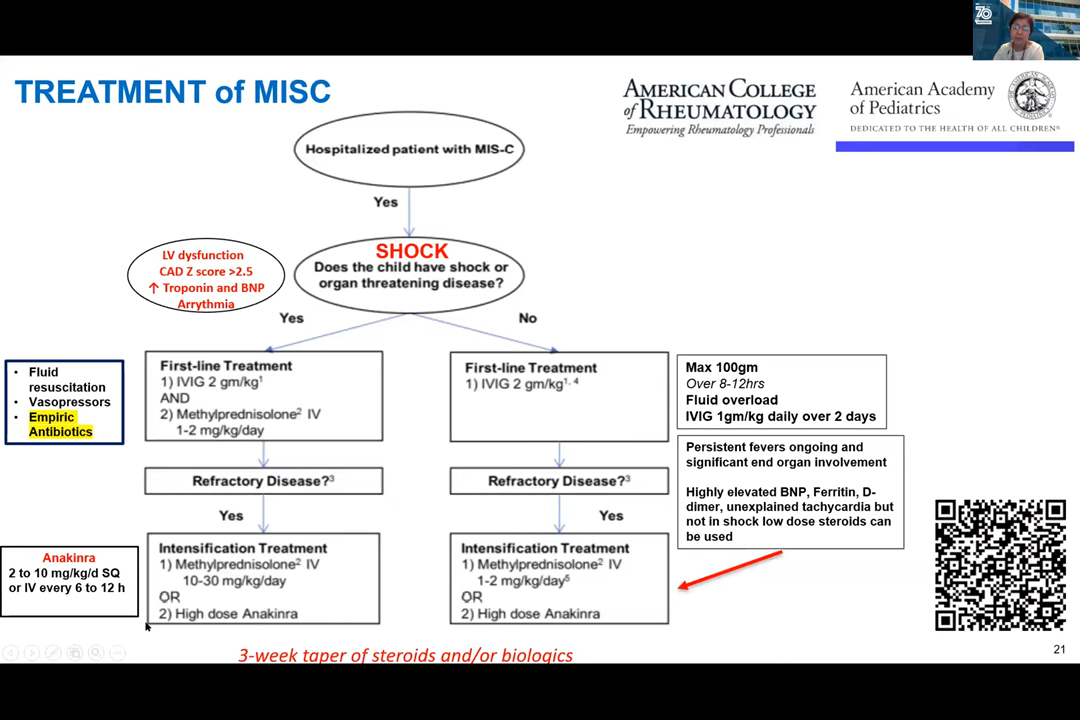 70
TREATMENT of MISC
AMERICAN COLLEGE
of RHEUMATOLOGY
Empowering Rheumatology Professionals
American Academy
of Pediatrics
DEDICATED TO THE HEALTH OF ALL CHILDREN®
Hospitalized patient with MIS-C
Yes
LV dysfunction
CAD Z score >2.5
↑ Troponin and BNP
Arrythmia
SHOCK
Does the child have shock or
organ threatening disease?
Yes
No
• Fluid
resuscitation
• Vasopressors
• Empiric
Antibiotics
First-line Treatment
1) IVIG 2 gm/kg¹
AND
2) Methylprednisolone² IV
1-2 mg/kg/day
First-line Treatment
1) IVIG 2 gm/kg¹·⁴
Max 100gm
Over 8-12hrs
Fluid overload
IVIG 1gm/kg daily over 2 days
Refractory Disease?³
Refractory Disease?³
Persistent fevers ongoing and
significant end organ involvement
Highly elevated BNP, Ferritin, D-
dimer, unexplained tachycardia but
not in shock low dose steroids can
be used
Yes
Yes
Anakinra
2 to 10 mg/kg/d SQ
or IV every 6 to 12 h
Intensification Treatment
1) Methylprednisolone² IV
10-30 mg/kg/day
OR
2) High dose Anakinra
Intensification Treatment
1) Methylprednisolone² IV
1-2 mg/kg/day⁵
OR
2) High dose Anakinra
3-week taper of steroids and/or biologics
21